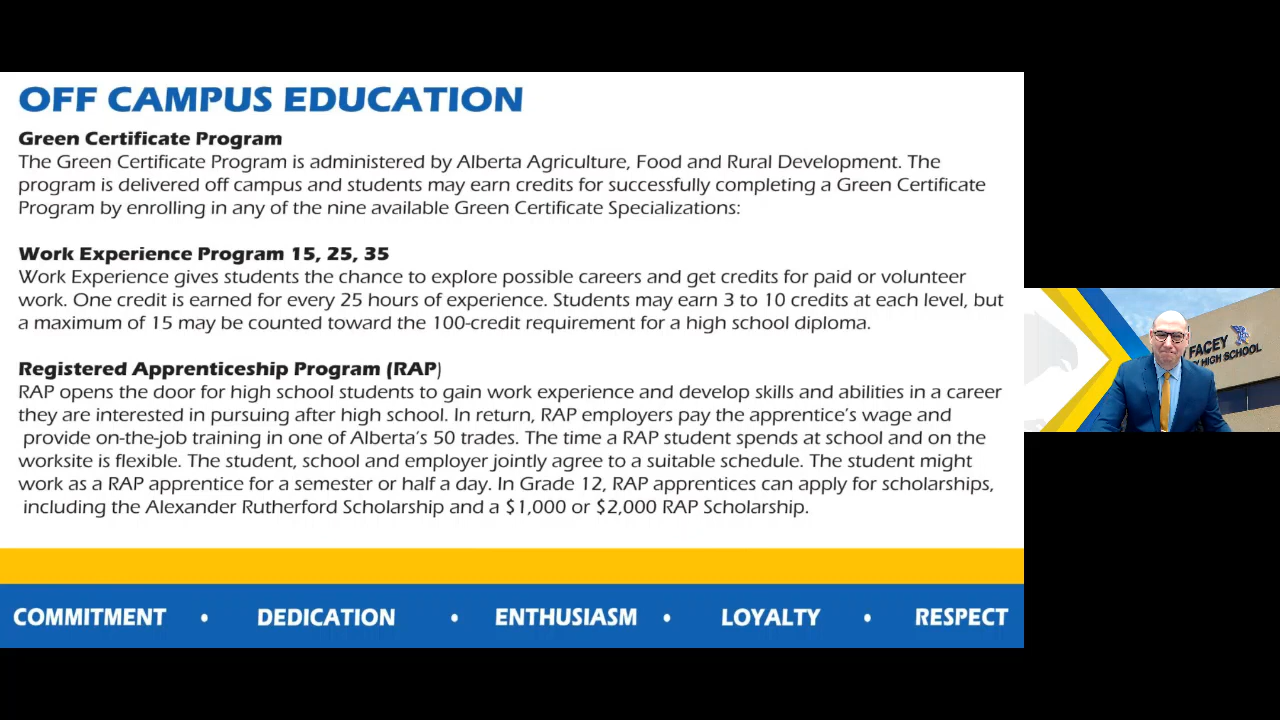 OFF CAMPUS EDUCATION
Green Certificate Program
The Green Certificate Program is administered by Alberta Agriculture, Food and Rural Development. The
program is delivered off campus and students may earn credits for successfully completing a Green Certificate
Program by enrolling in any of the nine available Green Certificate Specializations:
Work Experience Program 15, 25, 35
Work Experience gives students the chance to explore possible careers and get credits for paid or volunteer
work. One credit is earned for every 25 hours of experience. Students may earn 3 to 10 credits at each level, but
a maximum of 15 may be counted toward the 100-credit requirement for a high school diploma.
Registered Apprenticeship Program (RAP)
RAP opens the door for high school students to gain work experience and develop skills and abilities in a career
they are interested in pursuing after high school. In return, RAP employers pay the apprentice's wage and
provide on-the-job training in one of Alberta's 50 trades. The time a RAP student spends at school and on the
worksite is flexible. The student, school and employer jointly agree to a suitable schedule. The student might
work as a RAP apprentice for a semester or half a day. In Grade 12, RAP apprentices can apply for scholarships,
including the Alexander Rutherford Scholarship and a $1,000 or $2,000 RAP Scholarship.
COMMITMENT • DEDICATION • ENTHUSIASM • LOYALTY • RESPECT
FACEY
HIGH SCHOOL